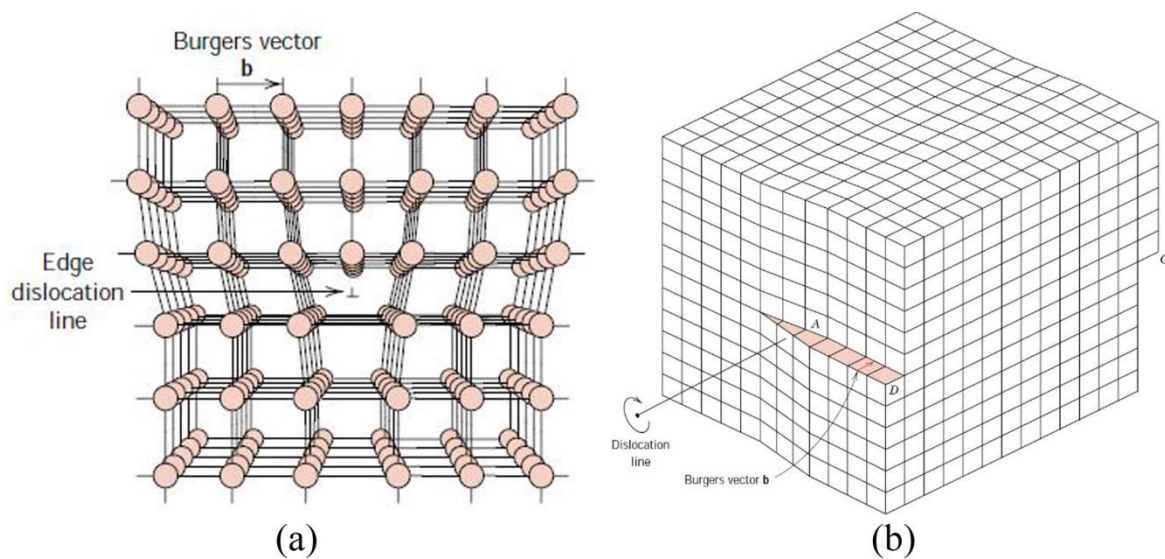 Burgers vector
b
Edge
dislocation
line
⊥
(a)
A
D
C
Dislocation
line
Burgers vector b
(b)